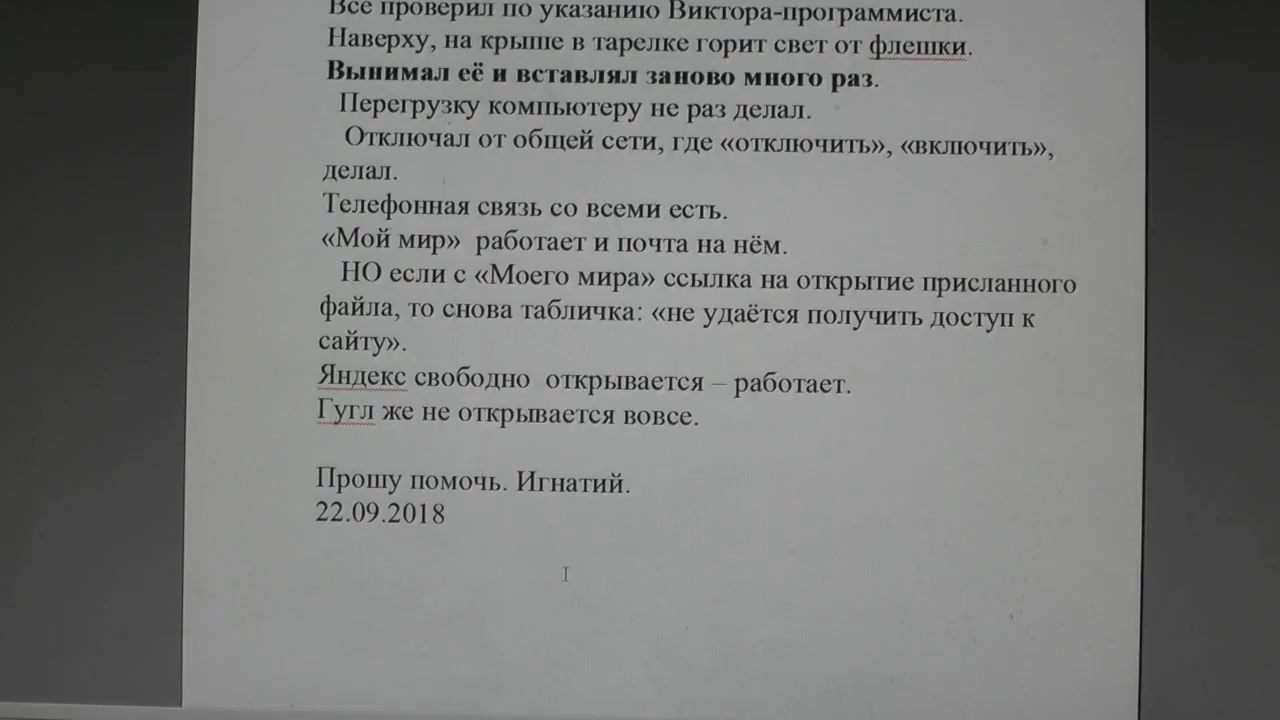 Все проверил по указанию Виктора-программиста.
Наверху, на крыше в тарелке горит свет от флешки.
Вынимал её и вставлял заново много раз.
Перегрузку компьютеру не раз делал.
Отключал от общей сети, где «отключить», «включить»,
делал.
Телефонная связь со всеми есть.
«Мой мир» работает и почта на нём.
НО если с «Моего мира» ссылка на открытие присланного
файла, то снова табличка: «не удаётся получить доступ к
сайту».
Яндекс свободно открывается – работает.
Гугл же не открывается вовсе.
Прошу помочь. Игнатий.
22.09.2018